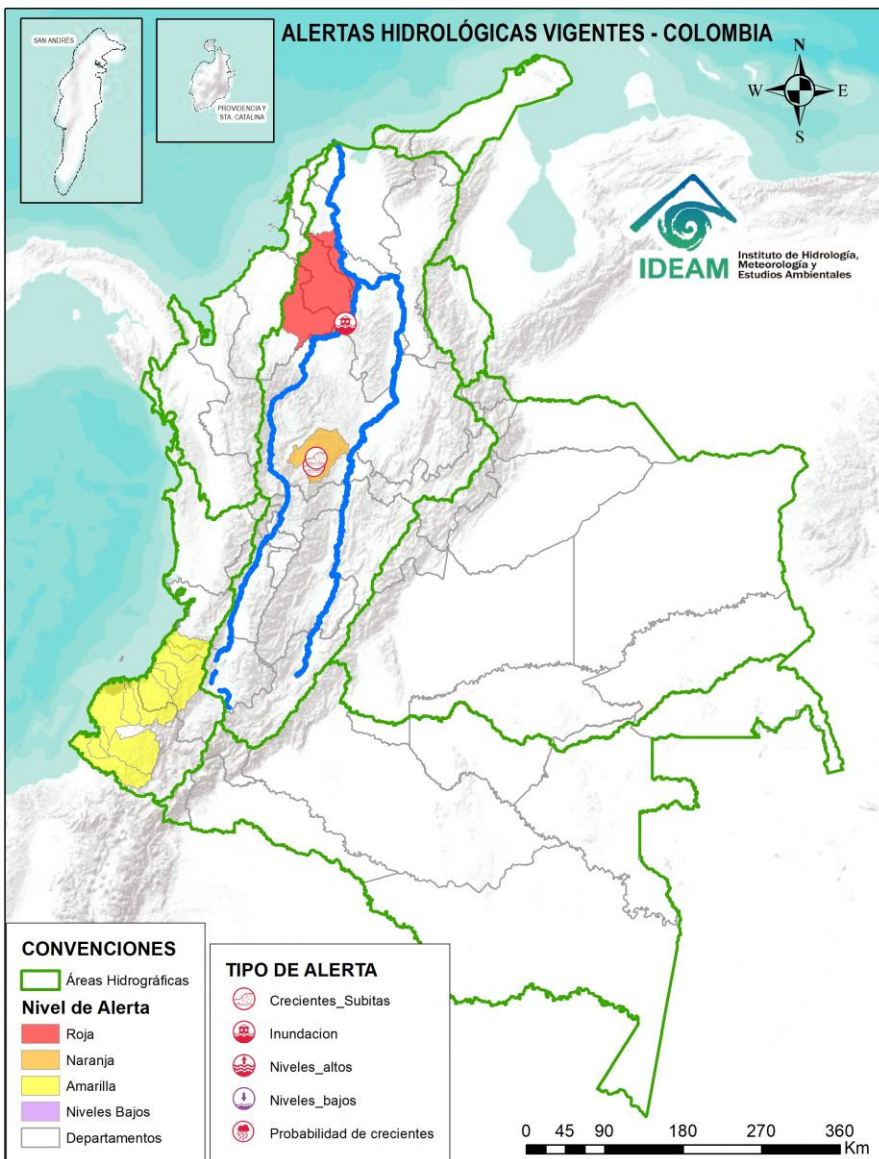 ALERTAS HIDROLÓGICAS VIGENTES - COLOMBIA
SAN ANDRÉS
PROVIDENCIA Y
STA. CATALINA
N
W
E
S
IDEAM
Instituto de Hidrología,
Meteorología y
Estudios Ambientales
CONVENCIONES
Áreas Hidrográficas
Nivel de Alerta
Roja
Naranja
Amarilla
Niveles Bajos
Departamentos
TIPO DE ALERTA
Crecientes_Subitas
Inundacion
Niveles_altos
Niveles_bajos
Probabilidad de crecientes
0 45 90 180 270 360
Km